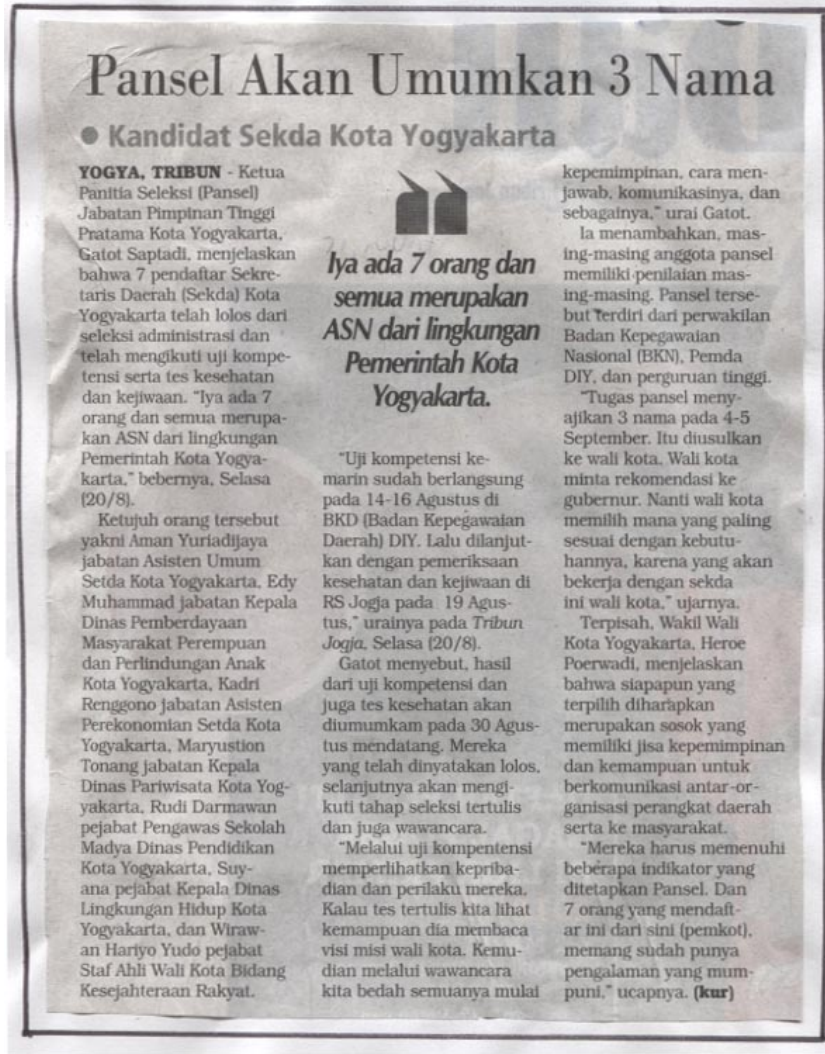 Pansel Akan Umumkan 3 Nama
● Kandidat Sekda Kota Yogyakarta
YOGYA, TRIBUN - Ketua
Panitia Seleksi (Pansel)
Jabatan Pimpinan Tinggi
Pratama Kota Yogyakarta,
Gatot Saptadi, menjelaskan
bahwa 7 pendaftar Sekre-
taris Daerah (Sekda) Kota
Yogyakarta telah lolos dari
seleksi administrasi dan
telah mengikuti uji kompe-
tensi serta tes kesehatan
dan kejiwaan. "Iya ada 7
orang dan semua merupa-
kan ASN dari lingkungan
Pemerintah Kota Yogya-
karta," bebernya, Selasa
(20/8).
Ketujuh orang tersebut
yakni Aman Yuriadijaya
jabatan Asisten Umum
Setda Kota Yogyakarta, Edy
Muhammad jabatan Kepala
Dinas Pemberdayaan
Masyarakat Perempuan
dan Perlindungan Anak
Kota Yogyakarta, Kadri
Renggono jabatan Asisten
Perekonomian Setda Kota
Yogyakarta, Maryustion
Tonang jabatan Kepala
Dinas Pariwisata Kota Yog-
yakarta, Rudi Darmawan
pejabat Pengawas Sekolah
Madya Dinas Pendidikan
Kota Yogyakarta, Suy-
ana pejabat Kepala Dinas
Lingkungan Hidup Kota
Yogyakarta, dan Wiraw-
an Hariyo Yudo pejabat
Staf Ahli Wali Kota Bidang
Kesejahteraan Rakyat.
Iya ada 7 orang dan
semua merupakan
ASN dari lingkungan
Pemerintah Kota
Yogyakarta.
"Uji kompetensi ke-
marin sudah berlangsung
pada 14-16 Agustus di
BKD (Badan Kepegawaian
Daerah) DIY. Lalu dilanjut-
kan dengan pemeriksaan
kesehatan dan kejiwaan di
RS Jogja pada 19 Agus-
tus," urainya pada Tribun
Jogja, Selasa (20/8).
Gatot menyebut, hasil
dari uji kompetensi dan
juga tes kesehatan akan
diumumkam pada 30 Agus-
tus mendatang. Mereka
yang telah dinyatakan lolos,
selanjutnya akan mengi-
kuti tahap seleksi tertulis
dan juga wawancara.
"Melalui uji kompentensi
memperlihatkan kepriba-
dian dan perilaku mereka.
Kalau tes tertulis kita lihat
kemampuan dia membaca
visi misi wali kota. Kemu-
dian melalui wawancara
kita bedah semuanya mulai
kepemimpinan, cara men-
jawab, komunikasinya, dan
sebagainya," urai Gatot.
Ia menambahkan, mas-
ing-masing anggota pansel
memiliki penilaian mas-
ing-masing. Pansel terse-
but terdiri dari perwakilan
Badan Kepegawaian
Nasional (BKN), Pemda
DIY, dan perguruan tinggi.
"Tugas pansel meny-
ajikan 3 nama pada 4-5
September. Itu diusulkan
ke wali kota. Wali kota
minta rekomendasi ke
gubernur. Nanti wali kota
memilih mana yang paling
sesuai dengan kebutu-
hannya, karena yang akan
bekerja dengan sekda
ini wali kota," ujarnya.
Terpisah, Wakil Wali
Kota Yogyakarta, Heroe
Poerwadi, menjelaskan
bahwa siapapun yang
terpilih diharapkan
merupakan sosok yang
memiliki jisa kepemimpinan
dan kemampuan untuk
berkomunikasi antar-or-
ganisasi perangkat daerah
serta ke masyarakat.
"Mereka harus memenuhi
beberapa indikator yang
ditetapkan Pansel. Dan
7 orang yang mendaft-
ar ini dari sini (pemkot),
memang sudah punya
pengalaman yang mum-
puni," ucapnya. (kur)